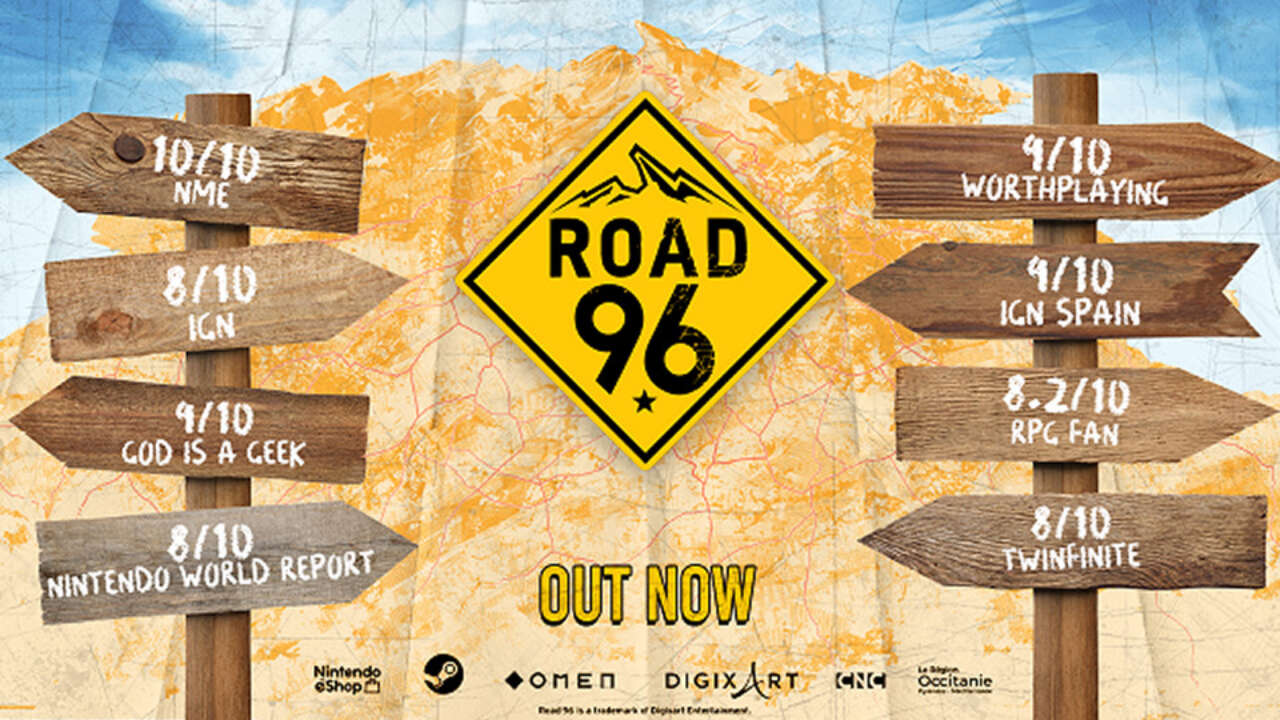 10/10
NME
8/10
IGN
9/10
GOD IS A GEEK
8/10
NINTENDO WORLD REPORT
ROAD
96
OUT NOW
9/10
WORTHPLAYING
9/10
IGN SPAIN
8.2/10
RPG FAN
8/10
TWINFINITE
Nintendo
eShop
OMEN
DIGIXART
CNC
La Région
Occitanie
Pyrénées - Méditerranée
Road 96 is a trademark of Digixart Entertainment.